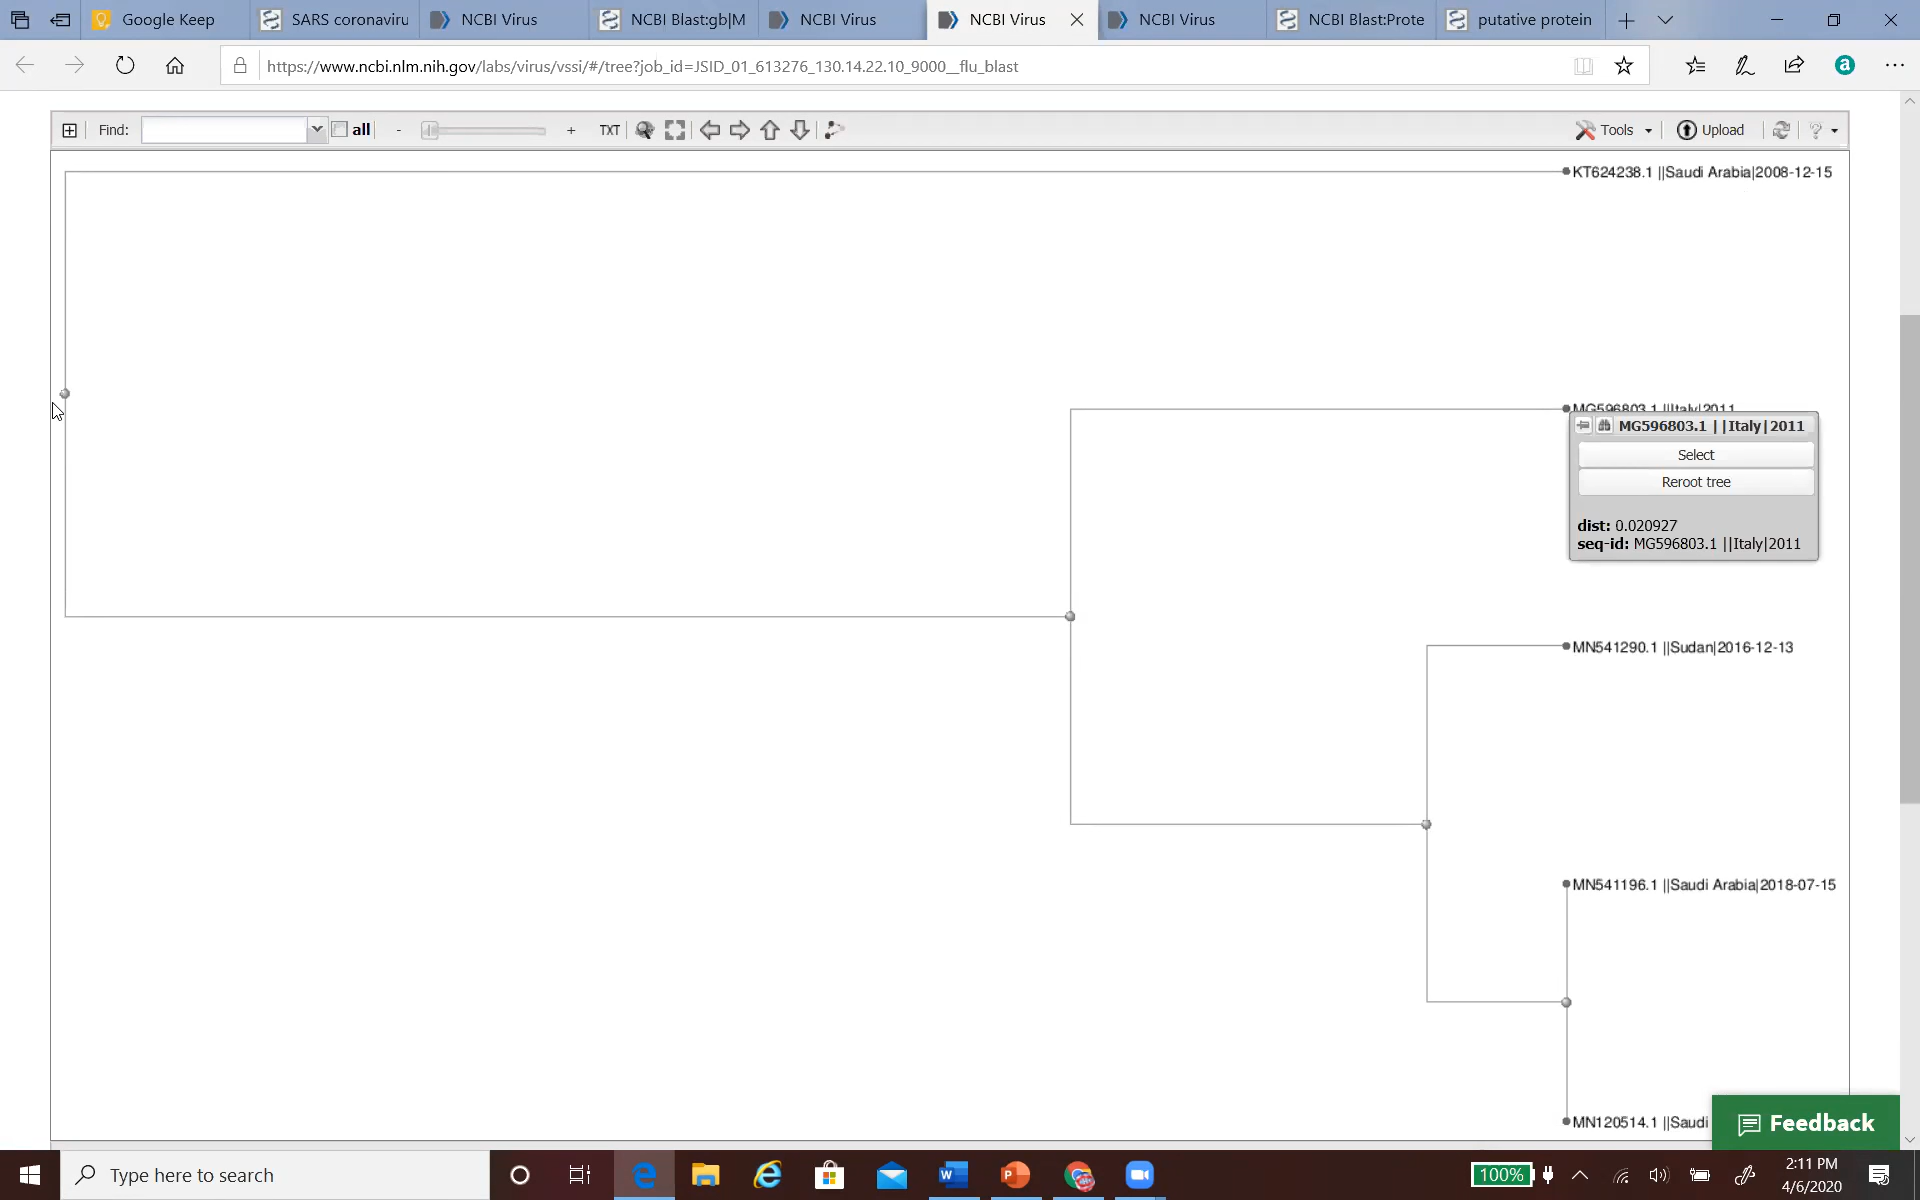 Google Keep
SARS coronaviru
NCBI Virus
NCBI Blast:gb|M
NCBI Virus
NCBI Virus
NCBI Virus
NCBI Blast:Prote
putative protein
https://www.ncbi.nlm.nih.gov/labs/virus/vssi/#/tree?job_id=JSID_01_613276_130.14.22.10_9000__flu_blast
Find:
all
-
+
TXT
Tools
Upload
?
KT624238.1 ||Saudi Arabia|2008-12-15
MG596803.1 ||Italy|2011
MG596803.1 ||Italy|2011
Select
Reroot tree
dist: 0.020927
seq-id: MG596803.1 ||Italy|2011
MN541290.1 ||Sudan|2016-12-13
MN541196.1 ||Saudi Arabia|2018-07-15
MN120514.1 ||Saudi
Feedback
Type here to search
100%
2:11 PM
4/6/2020